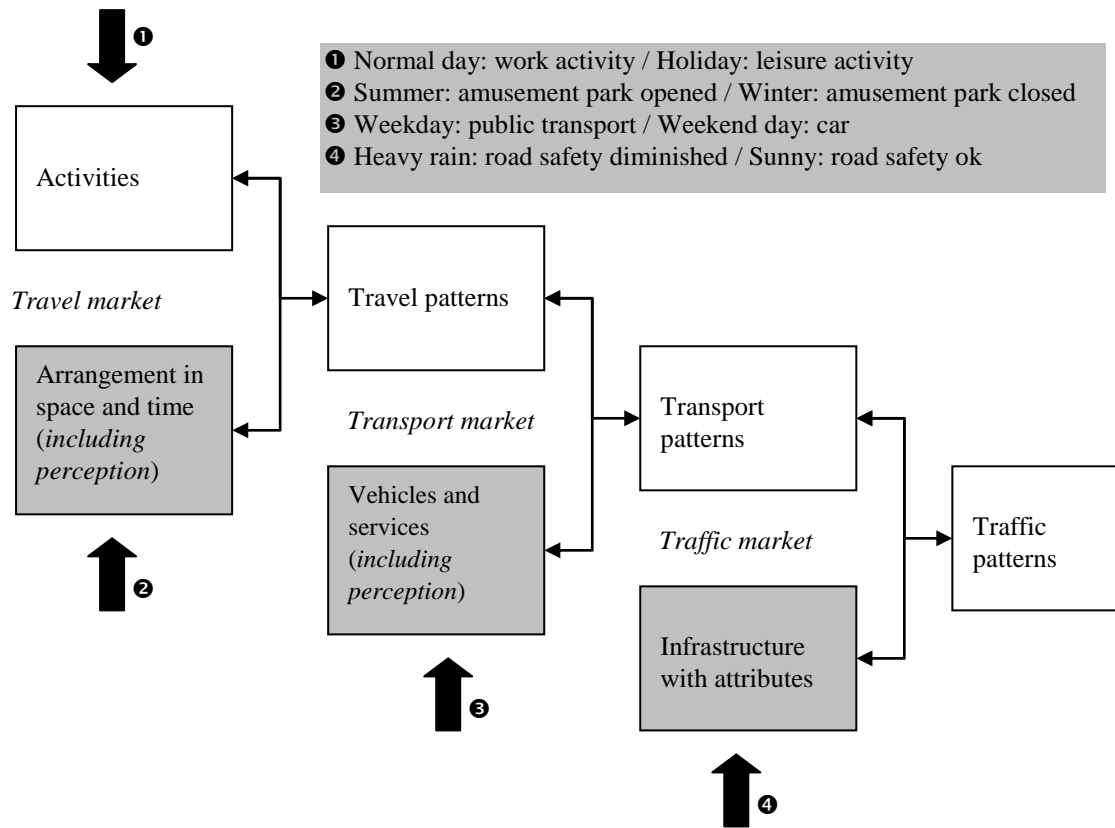 ❶
❶ Normal day: work activity / Holiday: leisure activity
❷ Summer: amusement park opened / Winter: amusement park closed
❸ Weekday: public transport / Weekend day: car
❹ Heavy rain: road safety diminished / Sunny: road safety ok
Activities
Travel market
Travel patterns
Arrangement in
space and time
(including
perception)
Transport market
Transport
patterns
Vehicles and
services
(including
perception)
Traffic market
Traffic
patterns
❷
Infrastructure
with attributes
❸
❹